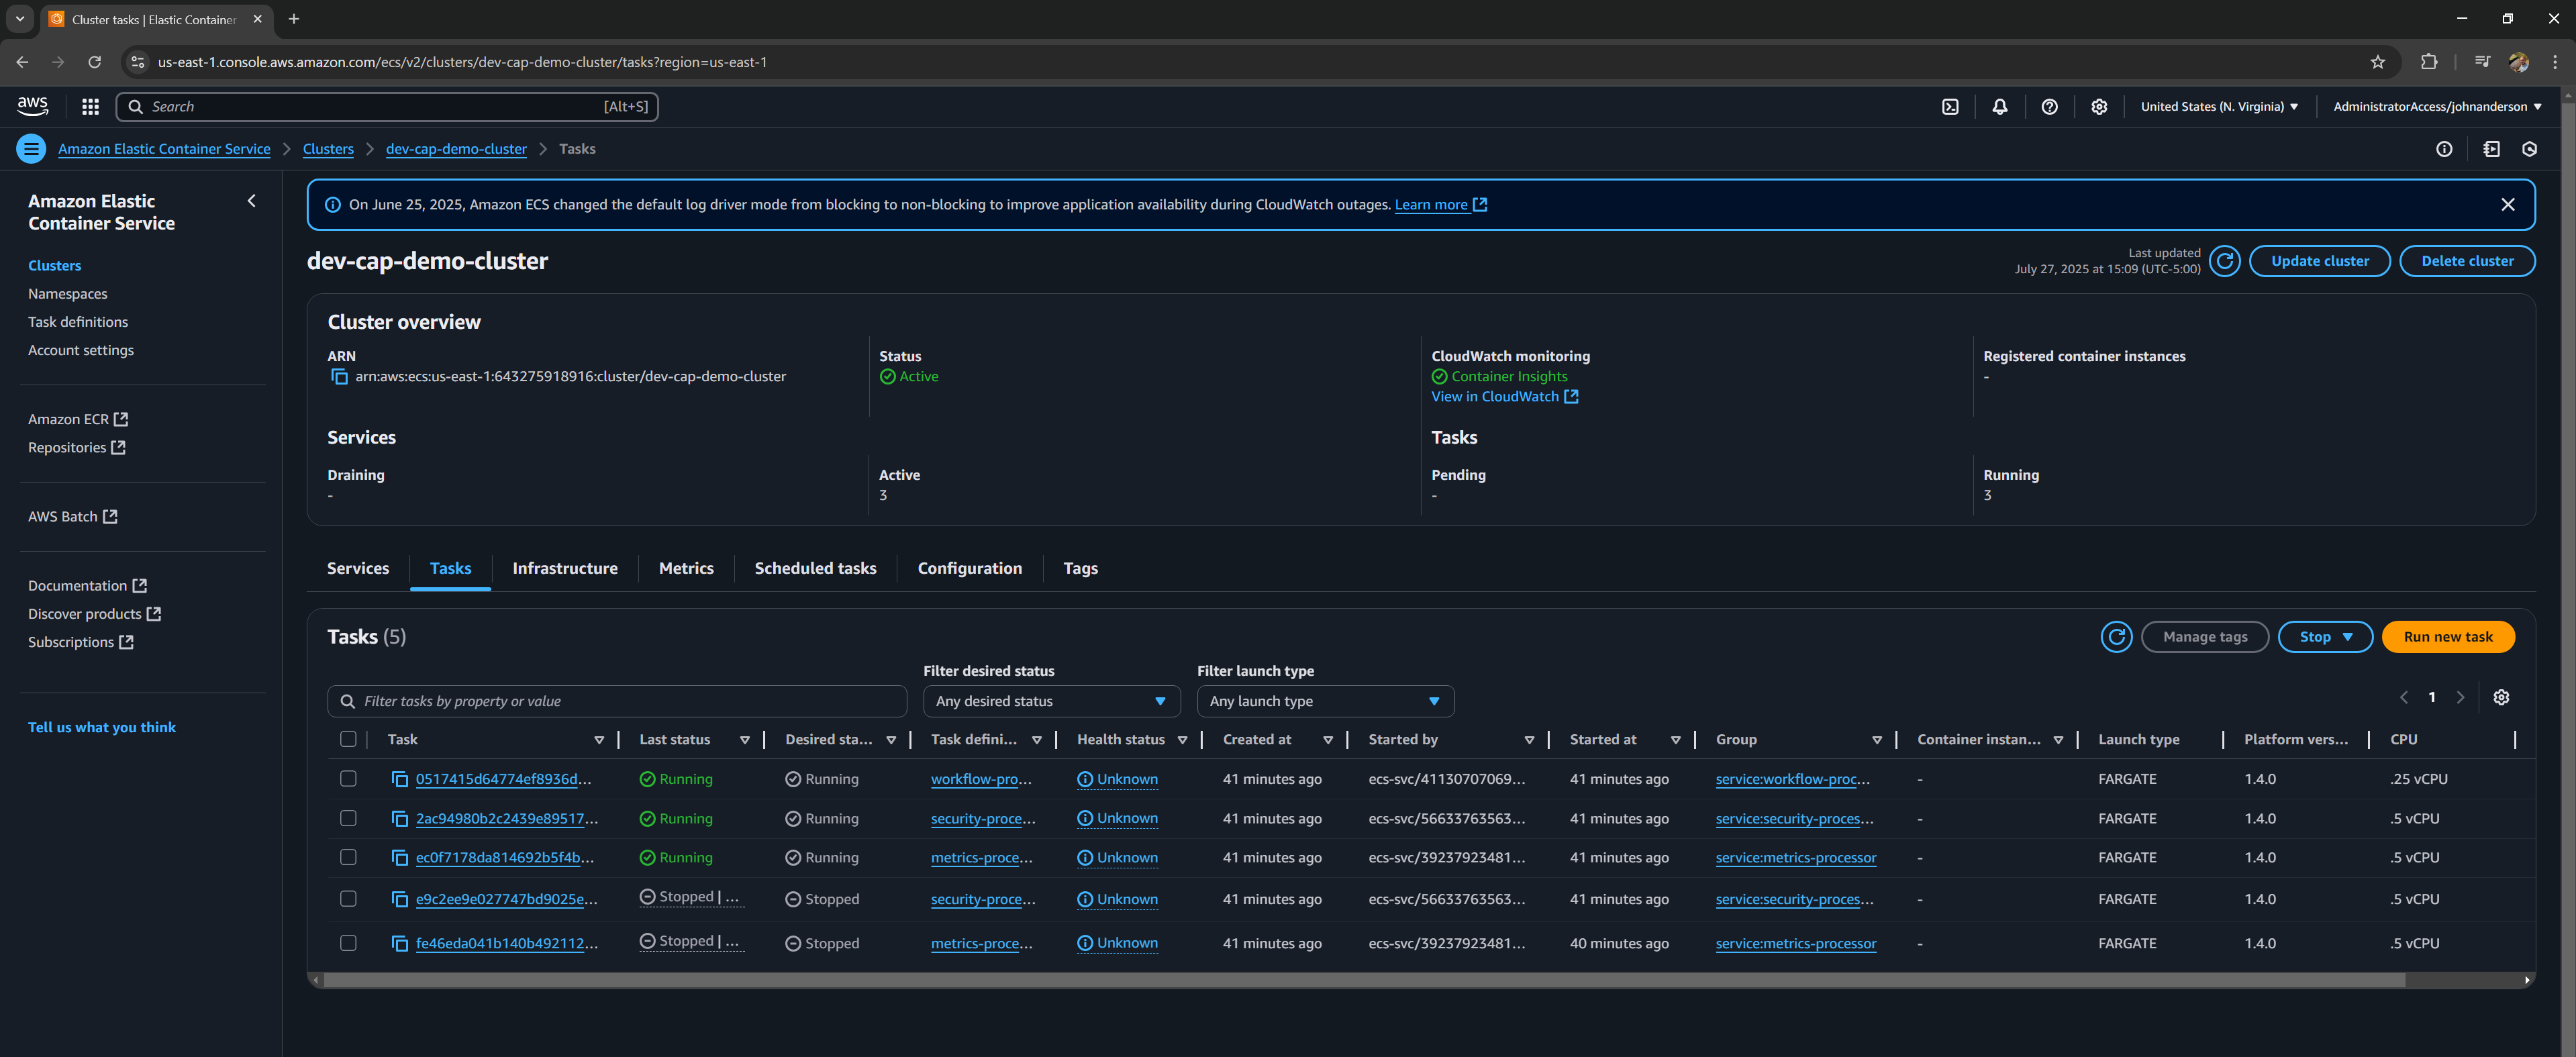 Cluster tasks | Elastic Container
us-east-1.console.aws.amazon.com/ecs/v2/clusters/dev-cap-demo-cluster/tasks?region=us-east-1
aws
Search [Alt+S]
United States (N. Virginia)
AdministratorAccess/johnanderson
Amazon Elastic Container Service > Clusters > dev-cap-demo-cluster > Tasks
Amazon Elastic
Container Service
Clusters
Namespaces
Task definitions
Account settings
Amazon ECR
Repositories
AWS Batch
Documentation
Discover products
Subscriptions
Tell us what you think
On June 25, 2025, Amazon ECS changed the default log driver mode from blocking to non-blocking to improve application availability during CloudWatch outages. Learn more
dev-cap-demo-cluster
Last updated
July 27, 2025 at 15:09 (UTC-5:00)
Update cluster
Delete cluster
Cluster overview
ARN
arn:aws:ecs:us-east-1:643275918916:cluster/dev-cap-demo-cluster
Status
Active
CloudWatch monitoring
Container Insights
View in CloudWatch
Registered container instances
-
Services
Tasks
Draining
-
Active
3
Pending
-
Running
3
Services Tasks Infrastructure Metrics Scheduled tasks Configuration Tags
Tasks (5)
Manage tags
Stop
Run new task
Filter desired status
Filter launch type
Filter tasks by property or value
Any desired status
Any launch type
1
Task Last status Desired sta... Task defini... Health status Created at Started by Started at Group Container instan... Launch type Platform vers... CPU
0517415d64774ef8936d... Running Running workflow-pro... Unknown 41 minutes ago ecs-svc/41130707069... 41 minutes ago service:workflow-proc... - FARGATE 1.4.0 .25 vCPU
2ac94980b2c2439e89517... Running Running security-proce... Unknown 41 minutes ago ecs-svc/56633763563... 41 minutes ago service:security-proces... - FARGATE 1.4.0 .5 vCPU
ec0f7178da814692b5f4b... Running Running metrics-proce... Unknown 41 minutes ago ecs-svc/39237923481... 41 minutes ago service:metrics-processor - FARGATE 1.4.0 .5 vCPU
e9c2ee9e027747bd9025e... Stopped | ... Stopped security-proce... Unknown 41 minutes ago ecs-svc/56633763563... 41 minutes ago service:security-proces... - FARGATE 1.4.0 .5 vCPU
fe46eda041b140b492112... Stopped | ... Stopped metrics-proce... Unknown 41 minutes ago ecs-svc/39237923481... 40 minutes ago service:metrics-processor - FARGATE 1.4.0 .5 vCPU